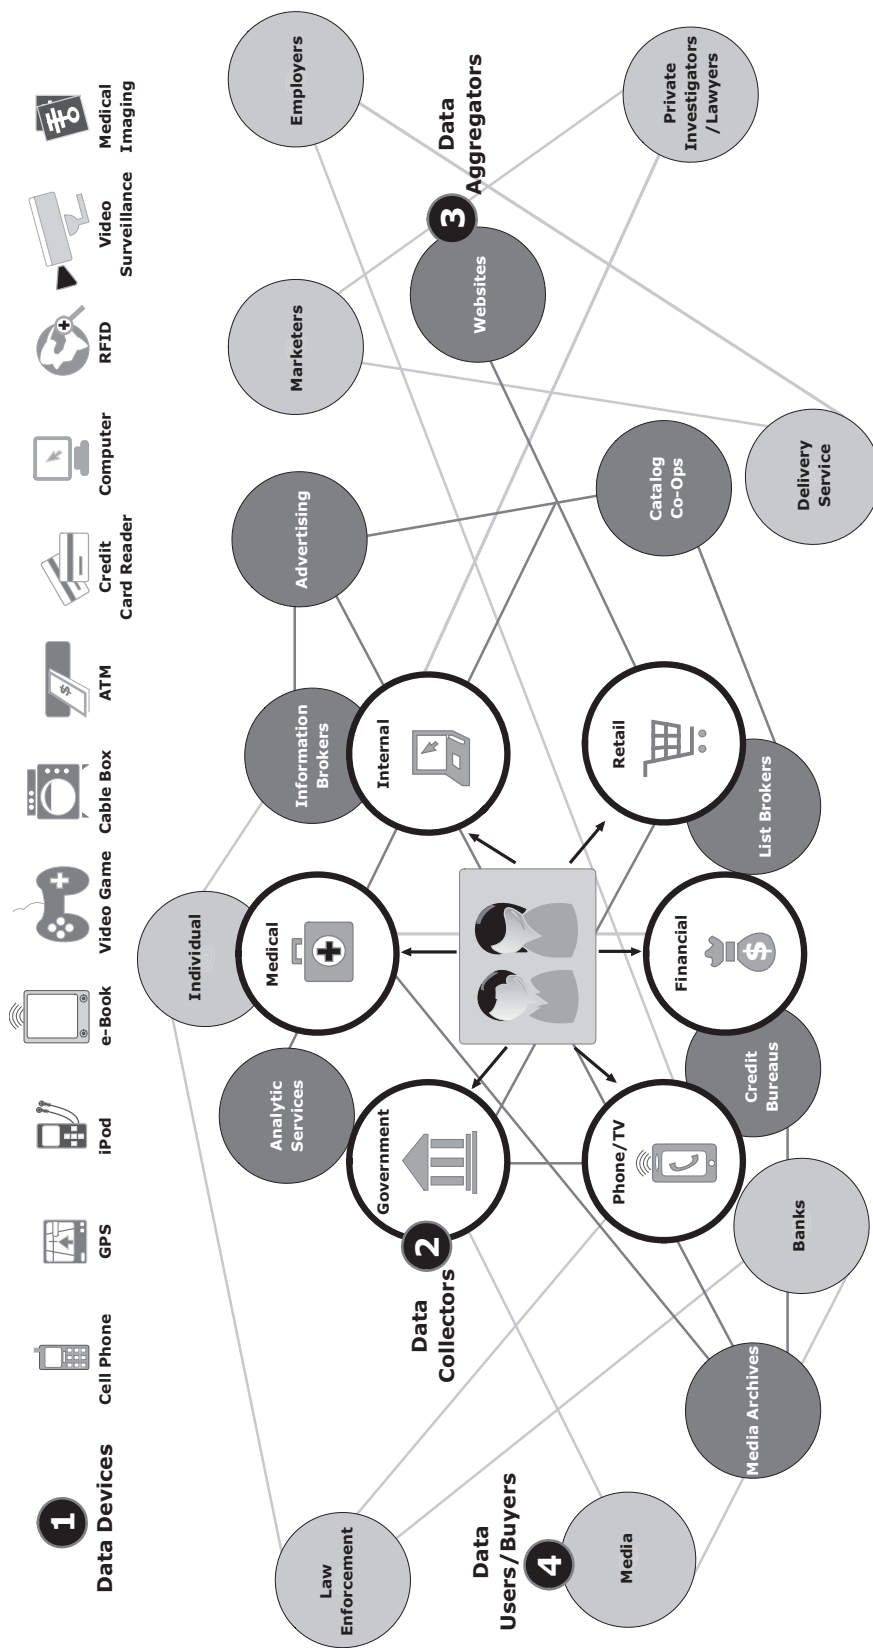 1
Data Devices
Cell Phone
GPS
iPod
e-Book
Video Game
Cable Box
ATM
Credit
Card Reader
Computer
RFID
Video
Surveillance
Medical
Imaging
Law
Enforcement
Analytic
Services
Individual
Medical
Information
Brokers
Advertising
Marketers
Employers
2
Data
Collectors
Government
Internal
Websites
3
Data
Aggregators
Data
Users/Buyers
4
Media
Phone/TV
Financial
$
Retail
Catalog
Co-Ops
Private
Investigators
/Lawyers
Media Archives
Banks
Credit
Bureaus
List Brokers
Delivery
Service
$